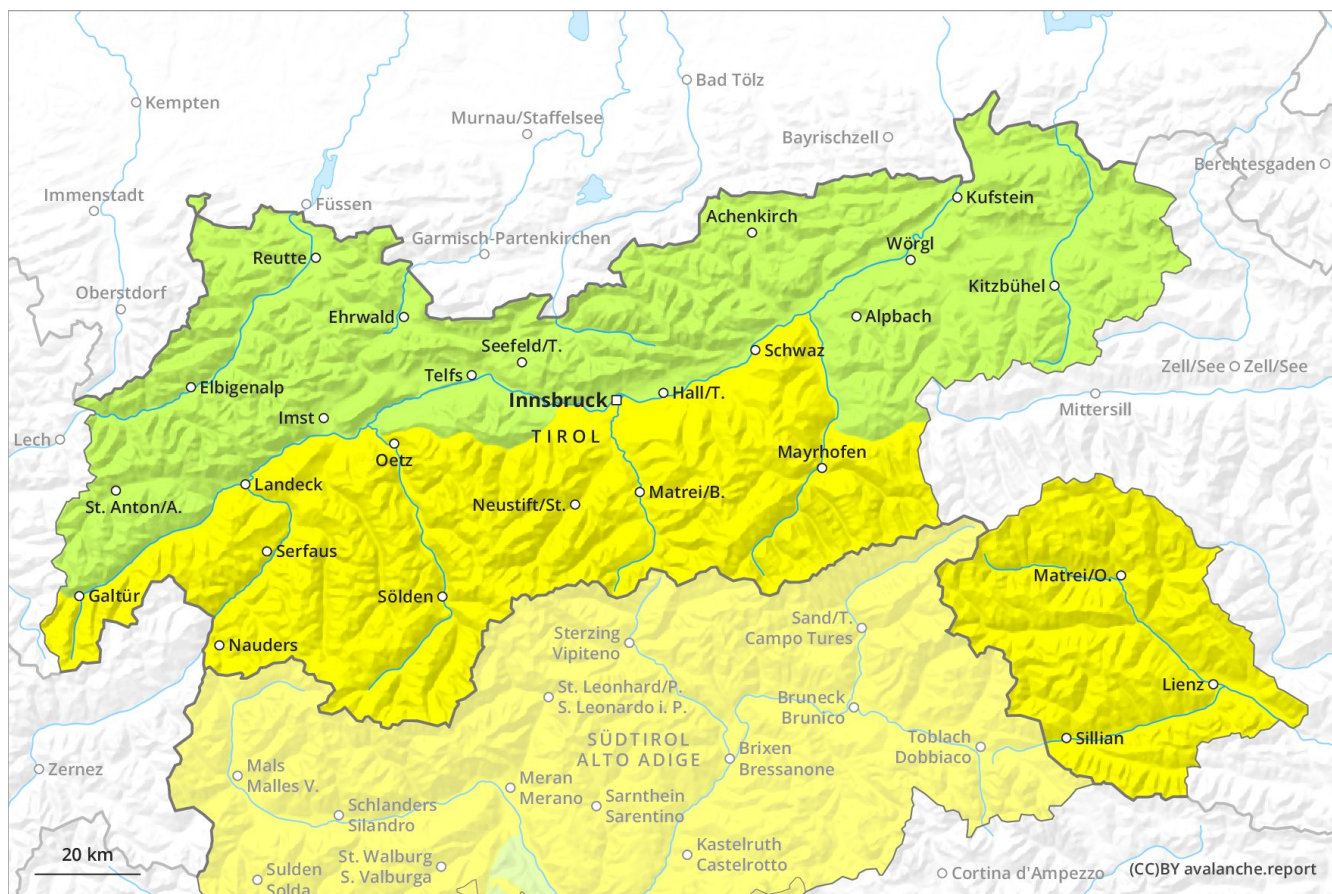 Bad Tölz
Kempten
Murnau/Staffelsee
Bayrischzell
Berchtesgaden
Immenstadt
Füssen
Kufstein
Achenkirch
Garmisch-Partenkirchen
Wörgl
Reutte
Kitzbühel
Oberstdorf
Ehrwald
Alpbach
Seefeld/T.
Schwaz
Zell/See
Zell/See
Telfs
Elbigenalp
Hall/T.
Innsbruck
Mittersill
Imst
Lech
TIROL
Oetz
Mayrhofen
Landeck
St. Anton/A.
Neustift/St.
Matrei/B.
Serfaus
Matrei/O.
Galtür
Sölden
Sand/T.
Campo Tures
Sterzing
Vipiteno
Nauders
Lienz
St. Leonhard/P.
S. Leonardo i. P.
Bruneck
Brunico
SÜDTIROL
ALTO ADIGE
Toblach
Dobbiaco
Sillian
Brixen
Bressanone
Zernez
Mals
Malles V.
Meran
Merano
Schlanders
Silandro
Sarnthein
Sarentino
20 km
St. Walburg
S. Valburga
Kastelruth
Castelrotto
Sulden
Solda
Cortina d'Ampezzo
(CC)BY avalanche.report